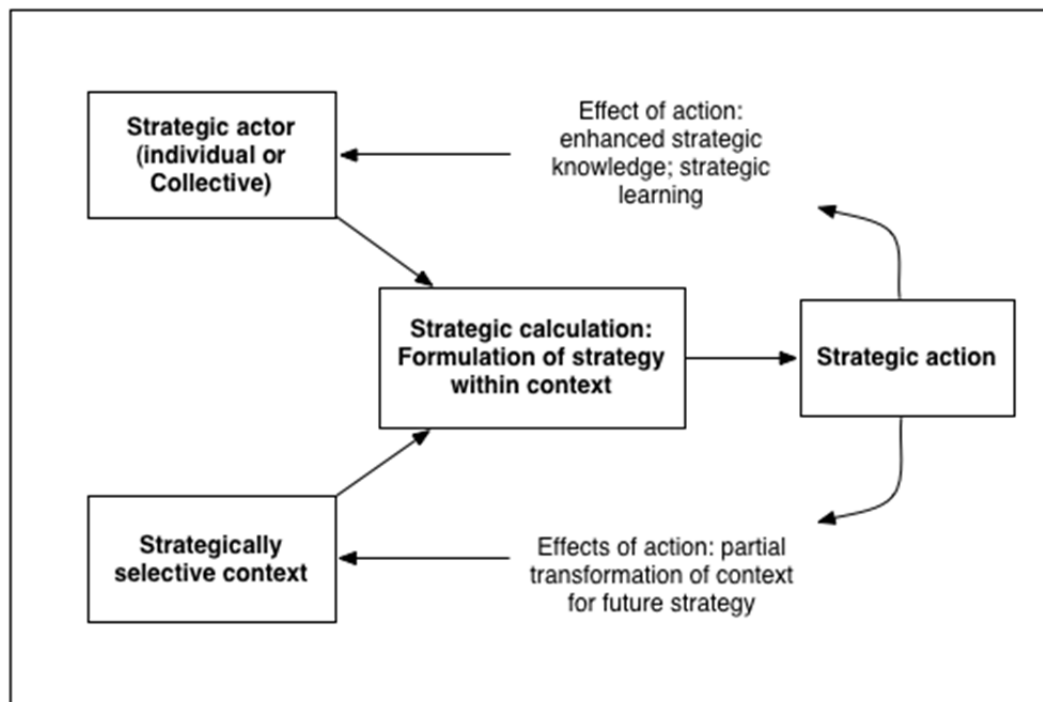 Strategic actor
(individual or
Collective)
Effect of action:
enhanced strategic
knowledge; strategic
learning
Strategic calculation:
Formulation of strategy
within context
Strategic action
Strategically
selective context
Effects of action: partial
transformation of context
for future strategy